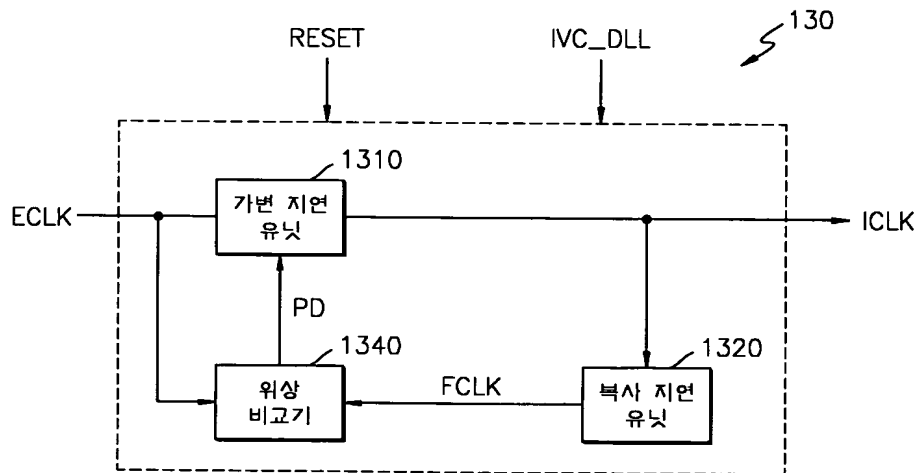 130
RESET
IVC_DLL
1310
가변 지연
유닛
ECLK
ICLK
PD
1340
위상
비교기
FCLK
1320
복사 지연
유닛